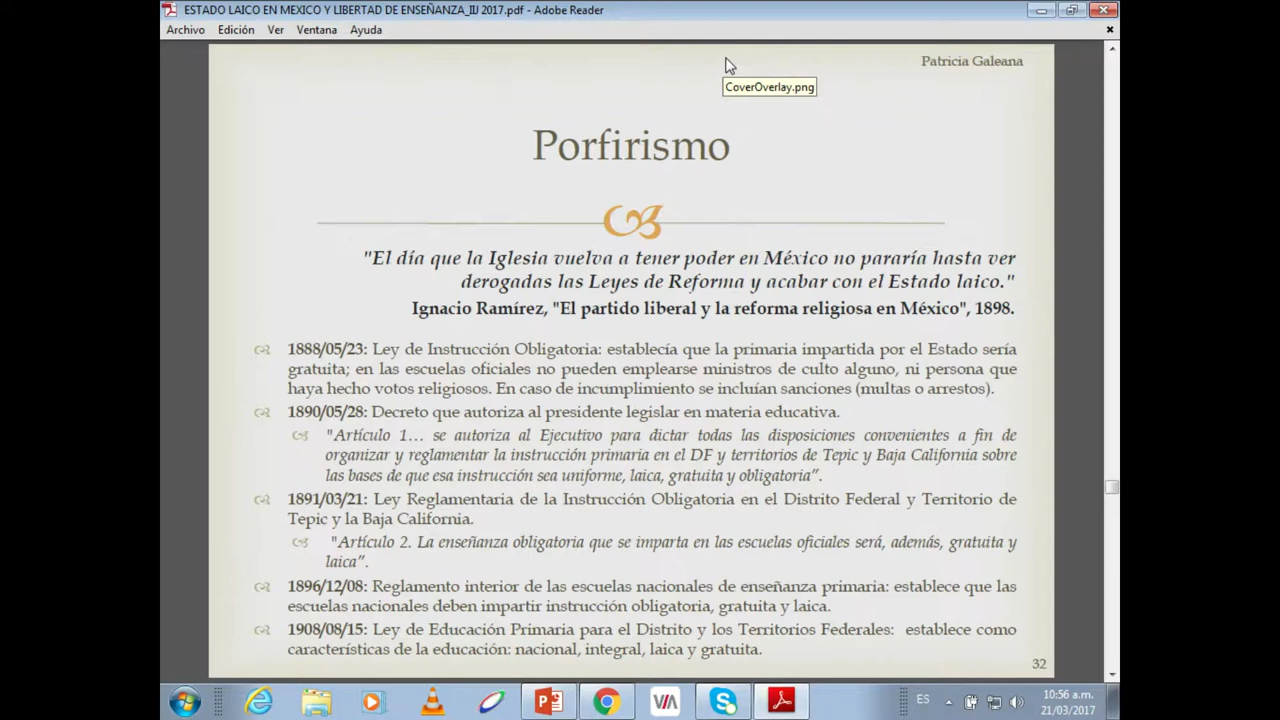 ESTADO LAICO EN MEXICO Y LIBERTAD DE ENSEÑANZA_IIJ 2017.pdf - Adobe Reader
Archivo Edición Ver Ventana Ayuda
Patricia Galeana
CoverOverlay.png
Porfirismo
"El día que la Iglesia vuelva a tener poder en México no pararía hasta ver
derogadas las Leyes de Reforma y acabar con el Estado laico."
Ignacio Ramírez, "El partido liberal y la reforma religiosa en México", 1898.
1888/05/23: Ley de Instrucción Obligatoria: establecía que la primaria impartida por el Estado sería
gratuita; en las escuelas oficiales no pueden emplearse ministros de culto alguno, ni persona que
haya hecho votos religiosos. En caso de incumplimiento se incluían sanciones (multas o arrestos).
1890/05/28: Decreto que autoriza al presidente legislar en materia educativa.
"Artículo 1… se autoriza al Ejecutivo para dictar todas las disposiciones convenientes a fin de
organizar y reglamentar la instrucción primaria en el DF y territorios de Tepic y Baja California sobre
las bases de que esa instrucción sea uniforme, laica, gratuita y obligatoria”.
1891/03/21: Ley Reglamentaria de la Instrucción Obligatoria en el Distrito Federal y Territorio de
Tepic y la Baja California.
"Artículo 2. La enseñanza obligatoria que se imparta en las escuelas oficiales será, además, gratuita y
laica”.
1896/12/08: Reglamento interior de las escuelas nacionales de enseñanza primaria: establece que las
escuelas nacionales deben impartir instrucción obligatoria, gratuita y laica.
1908/08/15: Ley de Educación Primaria para el Distrito y los Territorios Federales: establece como
características de la educación: nacional, integral, laica y gratuita.
32
VIA
ES
10:56 a.m.
21/03/2017